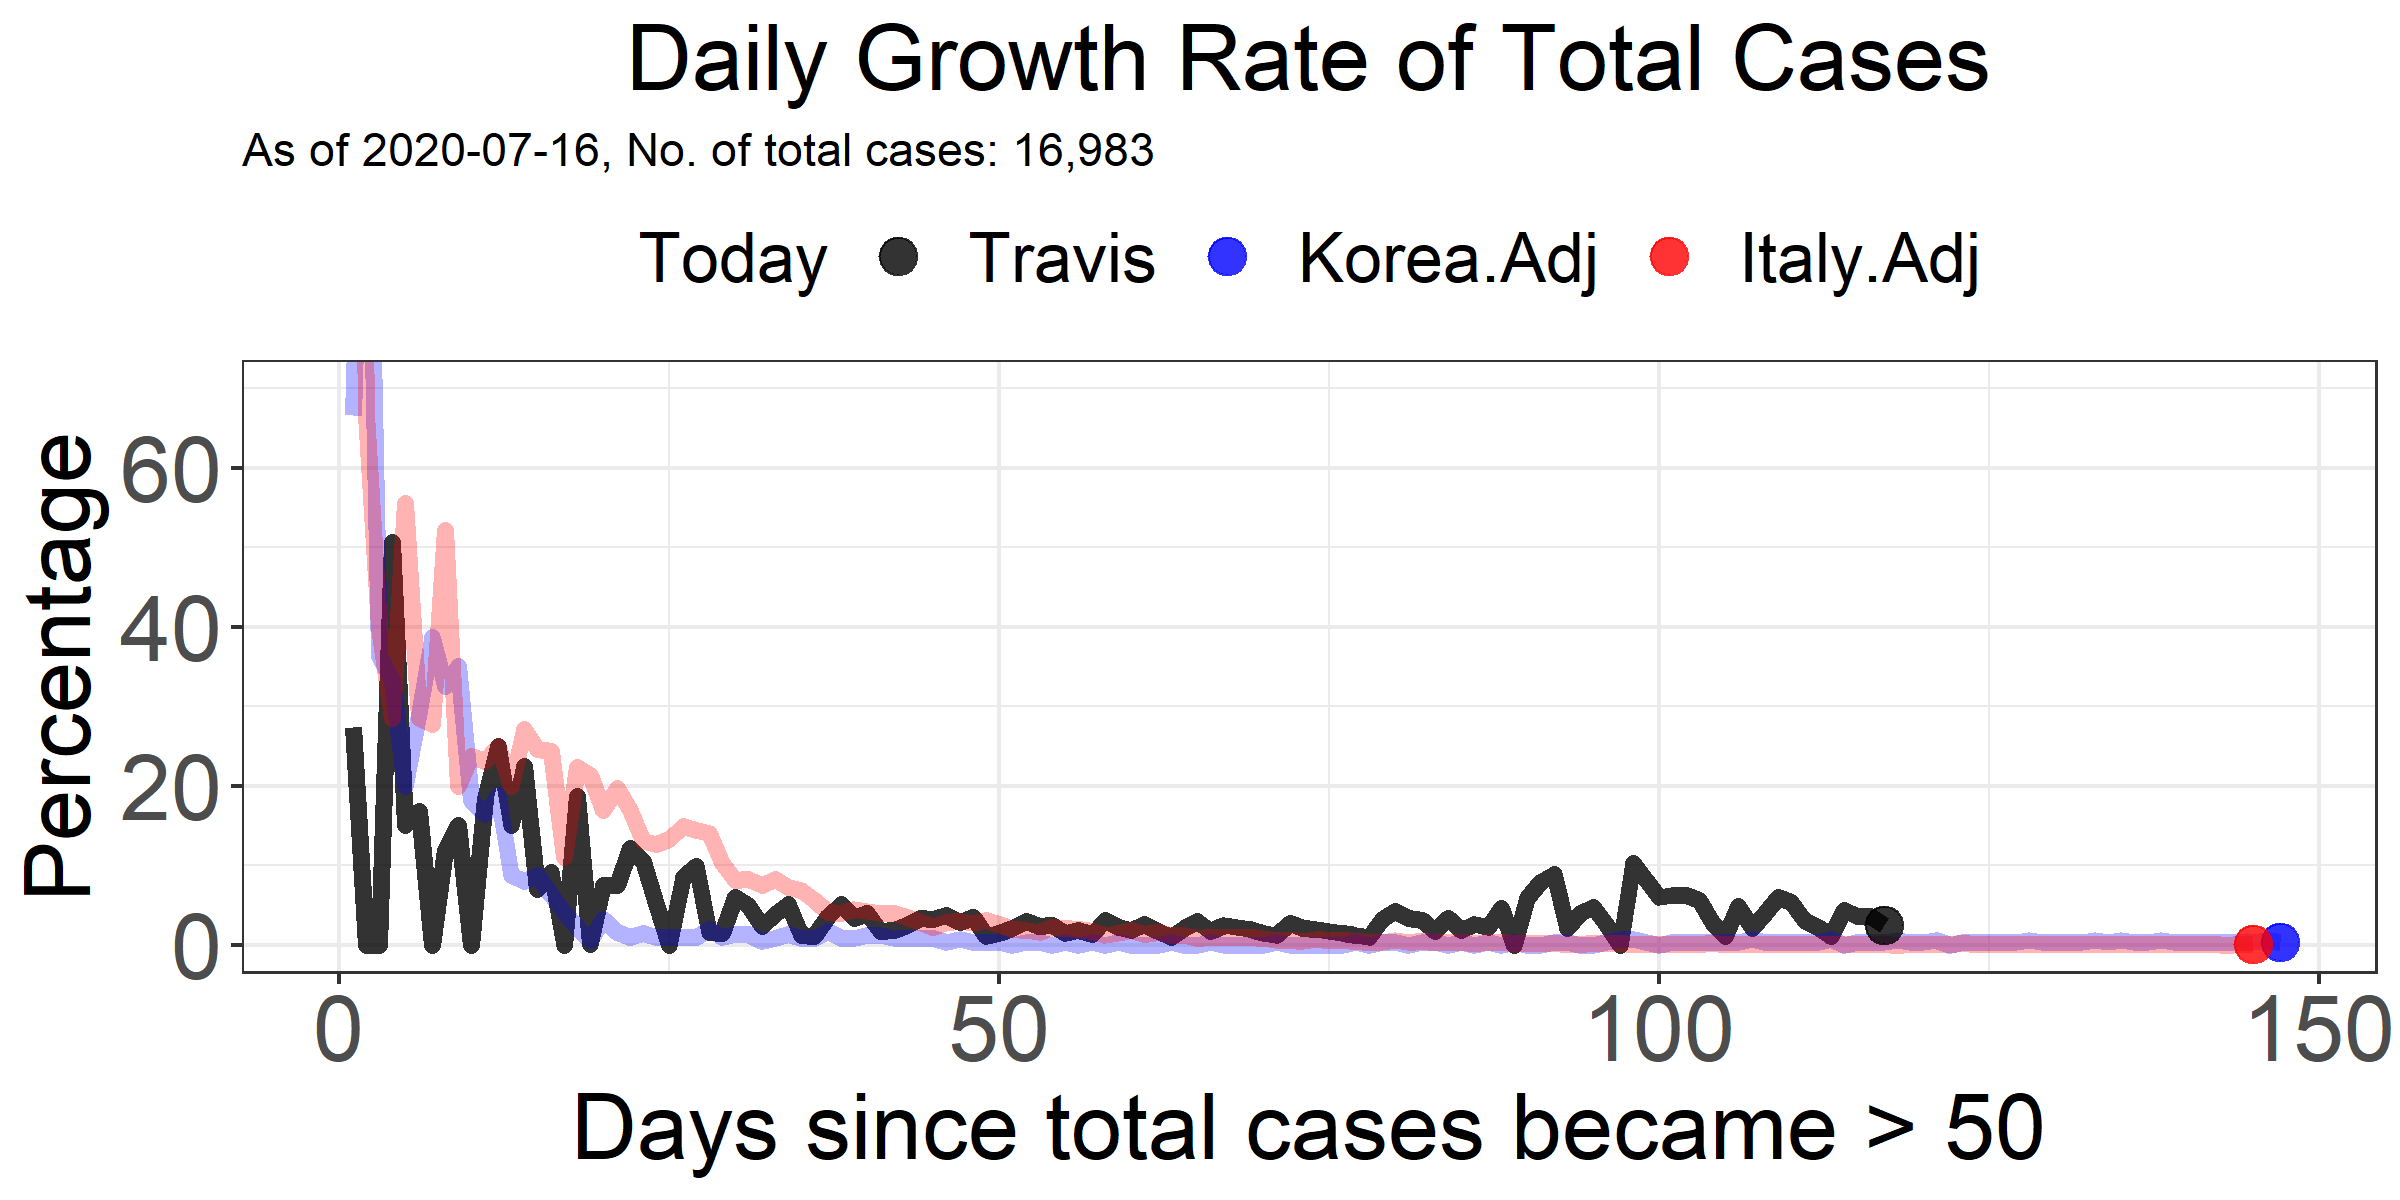 Daily Growth Rate of Total Cases
As of 2020-07-16, No. of total cases: 16,983
Today Travis Korea.Adj Italy.Adj
Percentage
60
40
20
0
0 50 100 150
Days since total cases became > 50